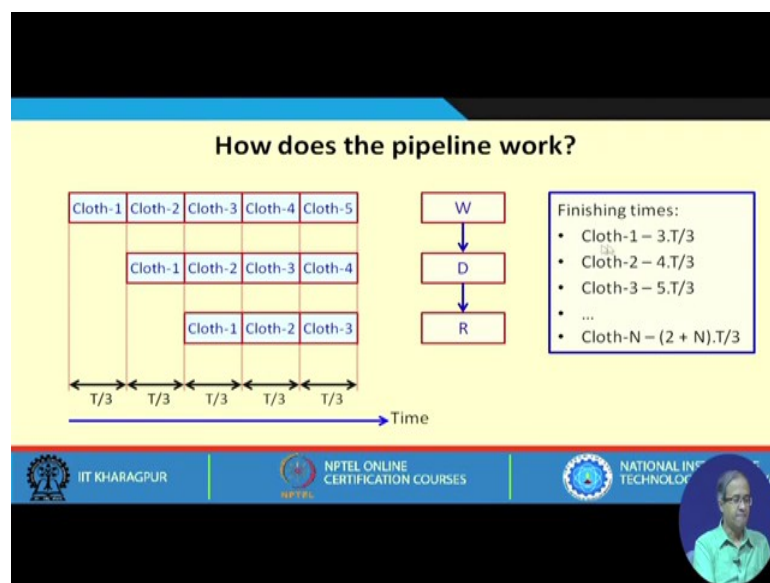 How does the pipeline work?
Cloth-1 Cloth-2 Cloth-3 Cloth-4 Cloth-5
Cloth-1 Cloth-2 Cloth-3 Cloth-4
Cloth-1 Cloth-2 Cloth-3
T/3 T/3 T/3 T/3 T/3
Time
W
D
R
Finishing times:
• Cloth-1 – 3.T/3
• Cloth-2 – 4.T/3
• Cloth-3 – 5.T/3
• ...
• Cloth-N – (2 + N).T/3
IIT KHARAGPUR
NPTEL
NPTEL ONLINE
CERTIFICATION COURSES
NATIONAL
TECHNOLOG